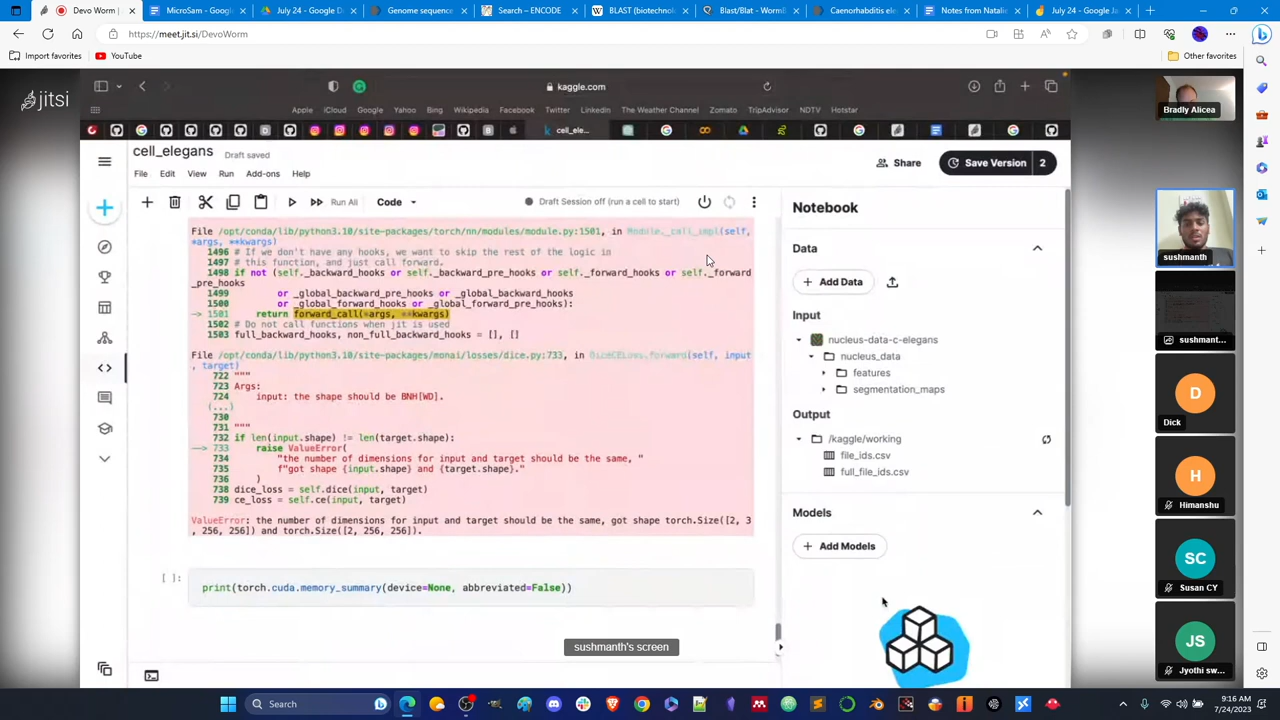 Devo Worm |
MicroSam - Google
July 24 - Google D
Genome sequence
Search – ENCODE
BLAST (biotechnolo
Blast/Blat - WormB
Caenorhabditis ele
Notes from Natalie
July 24 - Google Ja
https://meet.jit.si/DevoWorm
Import favorites
YouTube
Other favorites
jitsi
kaggle.com
Apple iCloud Google Yahoo Bing Wikipedia Facebook Twitter LinkedIn The Weather Channel Zomato TripAdvisor NDTV Hotstar
cell_ele...
cell_elegans Draft saved
File Edit View Run Add-ons Help
Share
Save Version 2
Run All Code Draft Session off (run a cell to start)
File /opt/conda/lib/python3.10/site-packages/torch/nn/modules/module.py:1501, in Module._call_impl(self,
*args, **kwargs)
1496 # If we don't have any hooks, we want to skip the rest of the logic in
1497 # this function, and just call forward.
1498 if not (self._backward_hooks or self._backward_pre_hooks or self._forward_hooks or self._forward
_pre_hooks
1499 or _global_backward_pre_hooks or _global_backward_hooks
1500 or _global_forward_hooks or _global_forward_pre_hooks):
-> 1501 return forward_call(*args, **kwargs)
1502 # Do not call functions when jit is used
1503 full_backward_hooks, non_full_backward_hooks = [], []
File /opt/conda/lib/python3.10/site-packages/monai/losses/dice.py:733, in DiceCELoss.forward(self, input
, target)
722 """
723 Args:
726 input: the shape should be BNH[WD].
(...)
730
731 """
732 if len(input.shape) != len(target.shape):
--> 733 raise ValueError(
734 "the number of dimensions for input and target should be the same, "
735 f"got shape {input.shape} and {target.shape}."
736 )
738 dice_loss = self.dice(input, target)
739 ce_loss = self.ce(input, target)
ValueError: the number of dimensions for input and target should be the same, got shape torch.Size([2, 3
, 256, 256]) and torch.Size([2, 256, 256]).
[ ]: print(torch.cuda.memory_summary(device=None, abbreviated=False))
Notebook
Data
+ Add Data
Input
nucleus-data-c-elegans
nucleus_data
features
segmentation_maps
Output
/kaggle/working
file_ids.csv
full_file_ids.csv
Models
+ Add Models
sushmanth's screen
Bradly Alicea
sushmanth
sushmant...
D
Dick
H
Himanshu
SC
Susan CY
JS
Jyothi sw...
Search
9:16 AM
7/24/2023